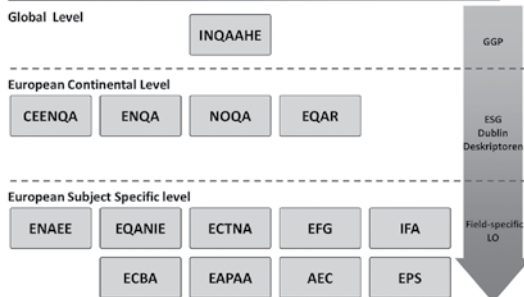 Global Level
INQAAHE
GGP
European Continental Level
CEENQA ENQA NOQA EQAR
ESG
Dublin
Deskriptoren
European Subject Specific level
ENAEE EQANIE ECTNA EFG IFA
Field-specific
LO
ECBA EAPAA AEC EPS